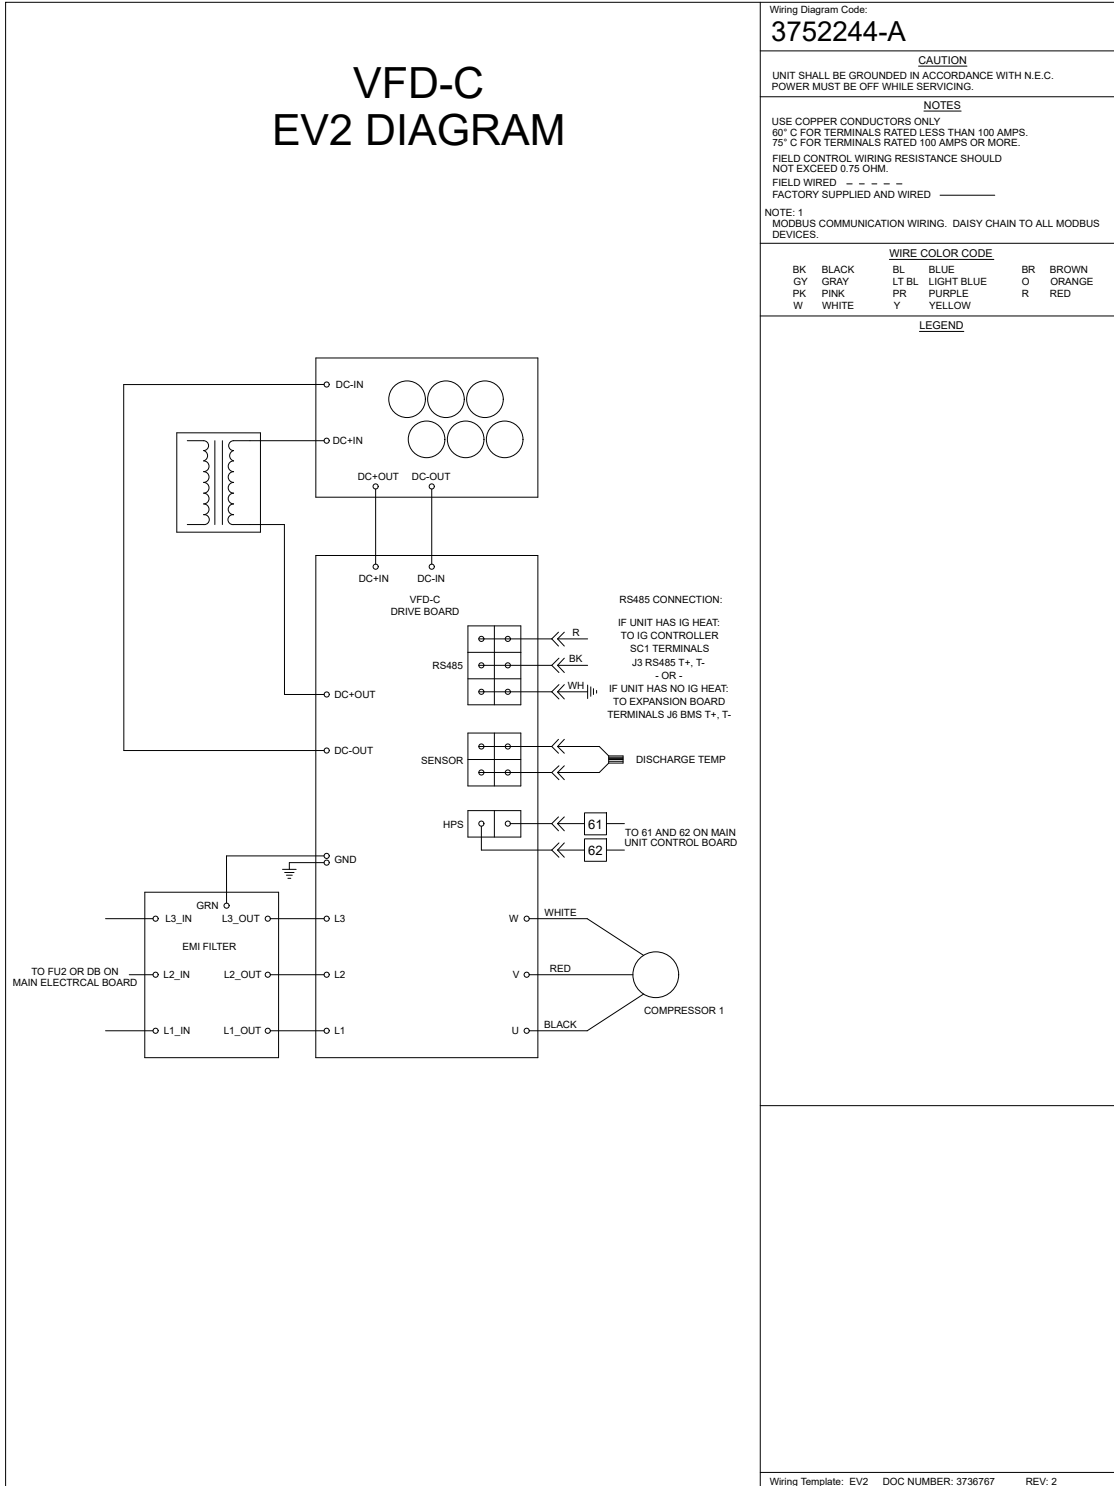 VFD-C
EV2 DIAGRAM
Wiring Diagram Code:
3752244-A
CAUTION
UNIT SHALL BE GROUNDED IN ACCORDANCE WITH N.E.C.
POWER MUST BE OFF WHILE SERVICING.
NOTES
USE COPPER CONDUCTORS ONLY
60° C FOR TERMINALS RATED LESS THAN 100 AMPS.
75° C FOR TERMINALS RATED 100 AMPS OR MORE.
FIELD CONTROL WIRING RESISTANCE SHOULD
NOT EXCEED 0.75 OHM.
FIELD WIRED
FACTORY SUPPLIED AND WIRED
NOTE: 1
MODBUS COMMUNICATION WIRING. DAISY CHAIN TO ALL MODBUS
DEVICES.
WIRE COLOR CODE
BK BLACK BL BLUE BR BROWN
GY GRAY LT BL LIGHT BLUE O ORANGE
PK PINK PR PURPLE R RED
W WHITE Y YELLOW
LEGEND
DC-IN
DC+IN
DC+OUT DC-OUT
DC+IN DC-IN
VFD-C
DRIVE BOARD
RS485
R
BK
WH
RS485 CONNECTION:
IF UNIT HAS IG HEAT:
TO IG CONTROLLER
SC1 TERMINALS
J3 RS485 T+, T-
- OR -
IF UNIT HAS NO IG HEAT:
TO EXPANSION BOARD
TERMINALS J6 BMS T+, T-
DC+OUT
DC-OUT
SENSOR
DISCHARGE TEMP
HPS
61
62
TO 61 AND 62 ON MAIN
UNIT CONTROL BOARD
GND
GRN
L3_IN L3_OUT L3
EMI FILTER
TO FU2 OR DB ON
MAIN ELECTRCAL BOARD
L2_IN L2_OUT L2
L1_IN L1_OUT L1
W WHITE
V RED
U BLACK
COMPRESSOR 1
Wiring Template: EV2 DOC NUMBER: 3736767 REV: 2